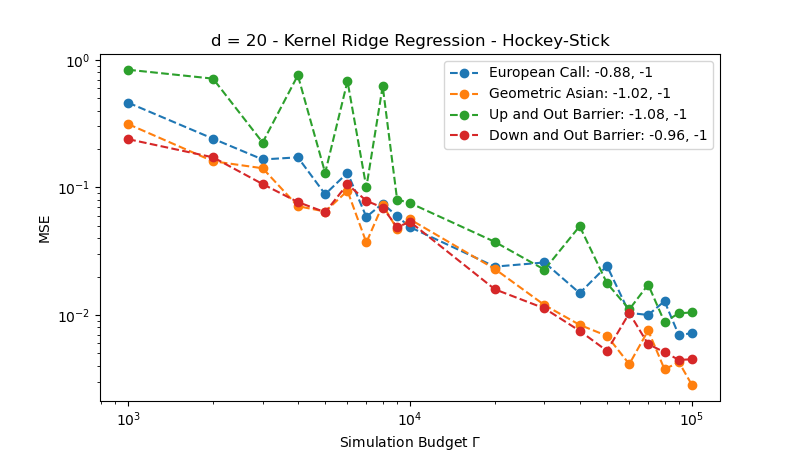 d = 20 - Kernel Ridge Regression - Hockey-Stick
European Call: -0.88, -1
Geometric Asian: -1.02, -1
Up and Out Barrier: -1.08, -1
Down and Out Barrier: -0.96, -1
MSE
10⁰
10⁻¹
10⁻²
10³
10⁴
10⁵
Simulation Budget Γ